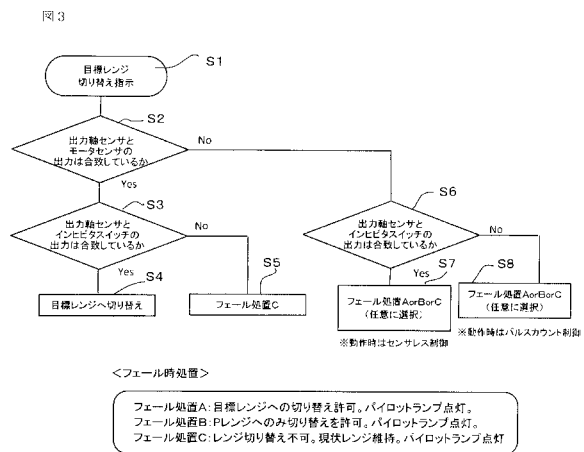 図3
目標レンジ
切り替え指示
S1
S2
出力軸センサと
モータセンサの
出力は合致しているか
No
Yes
S3
出力軸センサと
インヒビタスイッチの
出力は合致しているか
No
Yes
S4
目標レンジへ切り替え
S5
フェール処置C
S6
出力軸センサと
インヒビタスイッチの
出力は合致しているか
No
Yes
S7
フェール処置AorBorC
(任意に選択)
※動作時はセンサレス制御
S8
フェール処置AorBorC
(任意に選択)
※動作時はパルスカウント制御
<フェール時処置>
フェール処置A:目標レンジへの切り替え許可。パイロットランプ点灯。
フェール処置B:Pレンジへのみ切り替えを許可。パイロットランプ点灯。
フェール処置C:レンジ切り替え不可。現状レンジ維持。パイロットランプ点灯